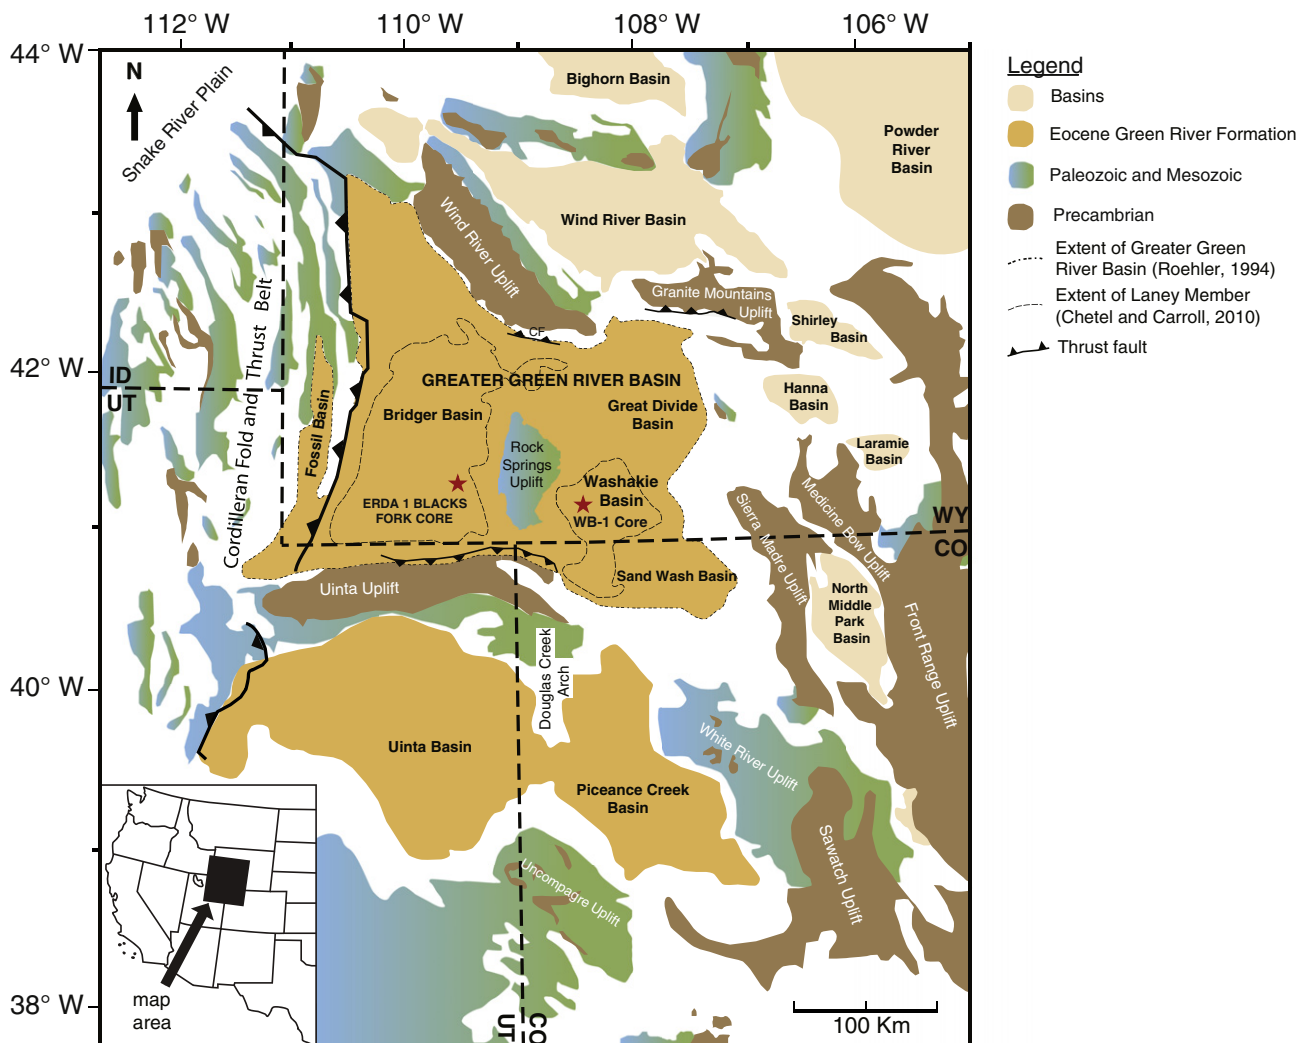 112° W
110° W
108° W
106° W
44° W
42° W
40° W
38° W
N
Snake River Plain
Bighorn Basin
Powder
River
Basin
Wind River Basin
Wind River Uplift
Granite Mountains
Uplift
Shirley
Basin
CF
GREATER GREEN RIVER BASIN
Bridger Basin
Great Divide
Basin
Hanna
Basin
Laramie
Basin
ID
UT
Cordilleran Fold and Thrust Belt
Fossil Basin
Rock
Springs
Uplift
Washakie
Basin
WB-1 Core
ERDA 1 BLACKS
FORK CORE
Sierra Madre Uplift
Medicine Bow Uplift
WY
CO
Sand Wash Basin
Uinta Uplift
North
Middle
Park
Basin
Front Range Uplift
Douglas Creek
Arch
Uinta Basin
White River Uplift
Piceance Creek
Basin
Sawatch Uplift
Uncompagre Uplift
map
area
UT
CO
100 Km
Legend
Basins
Eocene Green River Formation
Paleozoic and Mesozoic
Precambrian
Extent of Greater Green
River Basin (Roehler, 1994)
Extent of Laney Member
(Chetel and Carroll, 2010)
Thrust fault